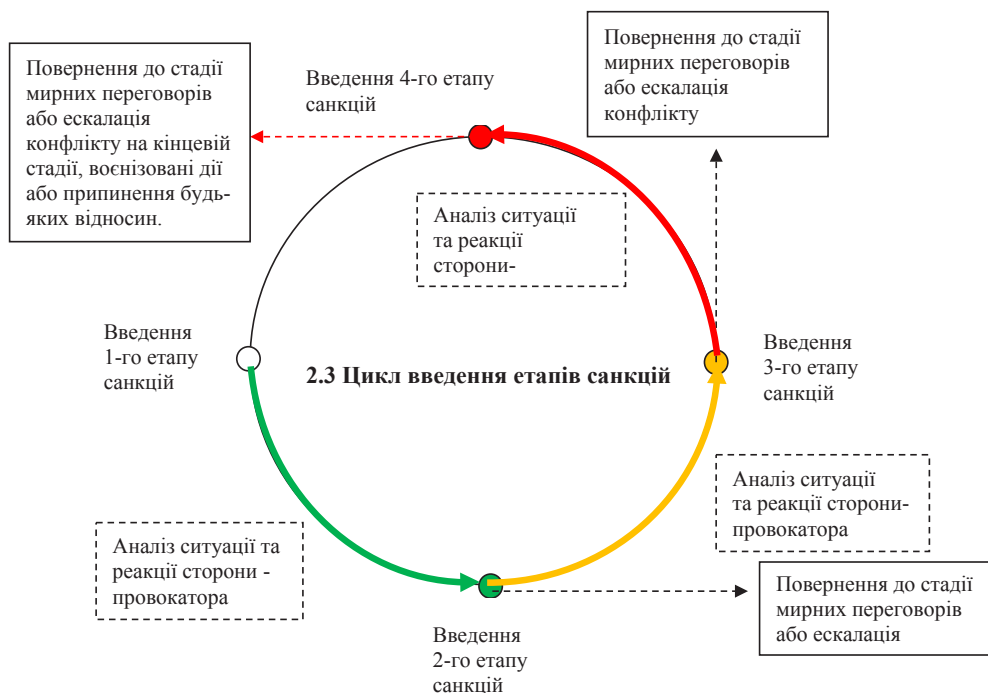 Повернення до стадії
мирних переговорів
або ескалація
конфлікту на кінцевій
стадії, воєнізовані дії
або припинення будь-
яких відносин.
Введення 4-го етапу
санкцій
Повернення до стадії
мирних переговорів
або ескалація
конфлікту
Аналіз ситуації
та реакції
сторони-
Введення
1-го етапу
санкцій
2.3 Цикл введення етапів санкцій
Введення
3-го етапу
санкцій
Аналіз ситуації
та реакції сторони-
провокатора
Аналіз ситуації та
реакції сторони -
провокатора
Повернення до стадії
мирних переговорів
або ескалація
Введення
2-го етапу
санкцій